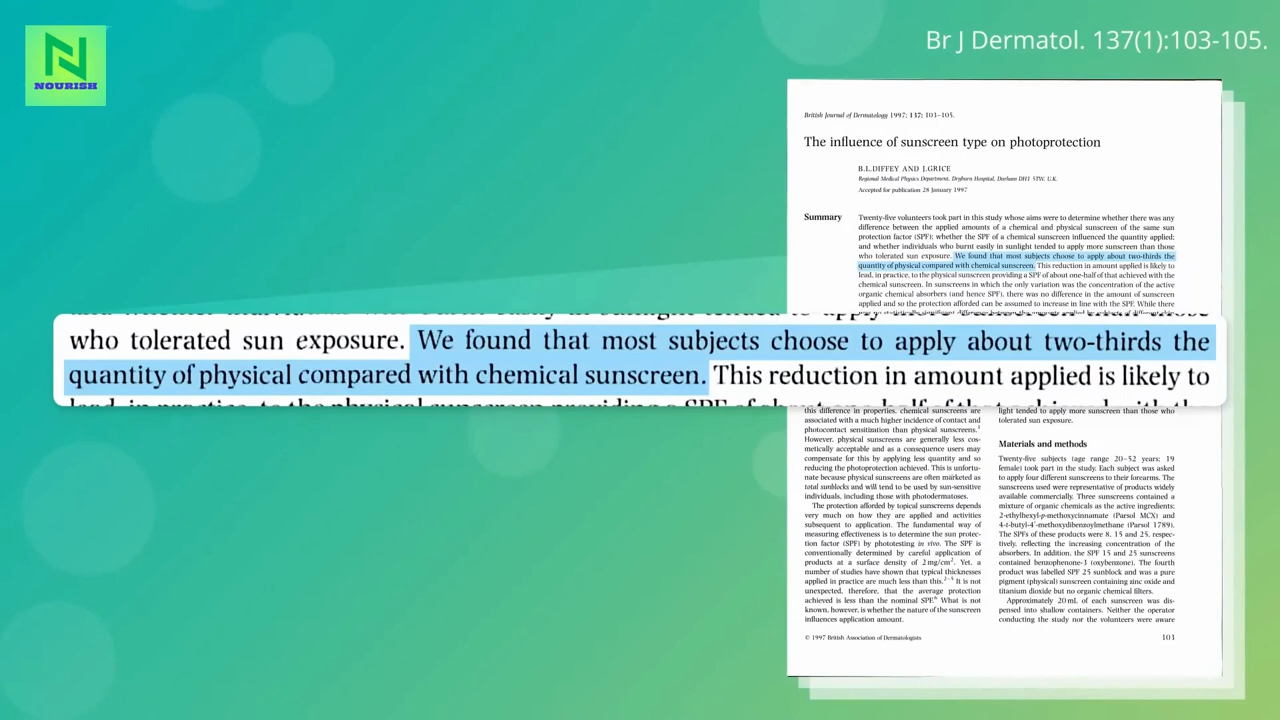 N
NOURISH
Br J Dermatol. 137(1):103-105.
British Journal of Dermatology 1997; 137: 103–105.
The influence of sunscreen type on photoprotection
B.L.DIFFEY AND J.GRICE
Regional Medical Physics Department, Dryburn Hospital, Durham DH1 5TW, U.K.
Accepted for publication 28 January 1997
Summary
Twenty-five volunteers took part in this study whose aims were to determine whether there was any
difference between the applied amounts of a chemical and physical sunscreen of the same sun
protection factor (SPF); whether the SPF of a chemical sunscreen influenced the quantity applied;
and whether individuals who burnt easily in sunlight tended to apply more sunscreen than those
who tolerated sun exposure. We found that most subjects choose to apply about two-thirds the
quantity of physical compared with chemical sunscreen. This reduction in amount applied is likely to
lead, in practice, to the physical sunscreen providing a SPF of about one-half of that achieved with the
chemical sunscreen. In sunscreens in which the only variation was the concentration of the active
organic chemical absorbers (and hence SPF), there was no difference in the amount of sunscreen
applied and so the protection afforded can be assumed to increase in line with the SPF. While there
who tolerated sun exposure. We found that most subjects choose to apply about two-thirds the
quantity of physical compared with chemical sunscreen. This reduction in amount applied is likely to
lead, in practice, to the physical sunscreen providing a SPF of about one-half of that achieved with th
this difference in properties, chemical sunscreens are
associated with a much higher incidence of contact and
photocontact sensitization than physical sunscreens.1
However, physical sunscreens are generally less cos-
metically acceptable and as a consequence users may
compensate for this by applying less quantity and so
reducing the photoprotection achieved. This is unfortu-
nate because physical sunscreens are often marketed as
total sunblocks and will tend to be used by sun-sensitive
individuals, including those with photodermatoses.
The protection afforded by topical sunscreens depends
very much on how they are applied and activities
subsequent to application. The fundamental way of
measuring effectiveness is to determine the sun protec-
tion factor (SPF) by phototesting in vivo. The SPF is
conventionally determined by careful application of
products at a surface density of 2 mg/cm2. Yet, a
number of studies have shown that typical thicknesses
applied in practice are much less than this.2–5 It is not
unexpected, therefore, that the average protection
achieved is less than the nominal SPF.6 What is not
known, however, is whether the nature of the sunscreen
influences application amount.
© 1997 British Association of Dermatologists
light tended to apply more sunscreen than those who
tolerated sun exposure.
Materials and methods
Twenty-five subjects (age range 20–52 years; 19
female) took part in the study. Each subject was asked
to apply four different sunscreens to their forearms. The
sunscreens used were representative of products widely
available commercially. Three sunscreens contained a
mixture of organic chemicals as the active ingredients:
2-ethylhexyl-p-methoxycinnamate (Parsol MCX) and
4-t-butyl-4′-methoxydibenzoylmethane (Parsol 1789).
The SPFs of these products were 8, 15 and 25, respec-
tively, reflecting the increasing concentration of the
absorbers. In addition, the SPF 15 and 25 sunscreens
contained benzophenone-3 (oxybenzone). The fourth
product was labelled SPF 25 sunblock and was a pure
pigment (physical) sunscreen containing zinc oxide and
titanium dioxide but no organic chemical filters.
Approximately 20 mL of each sunscreen was dis-
pensed into shallow containers. Neither the operator
conducting the study nor the volunteers were aware
103